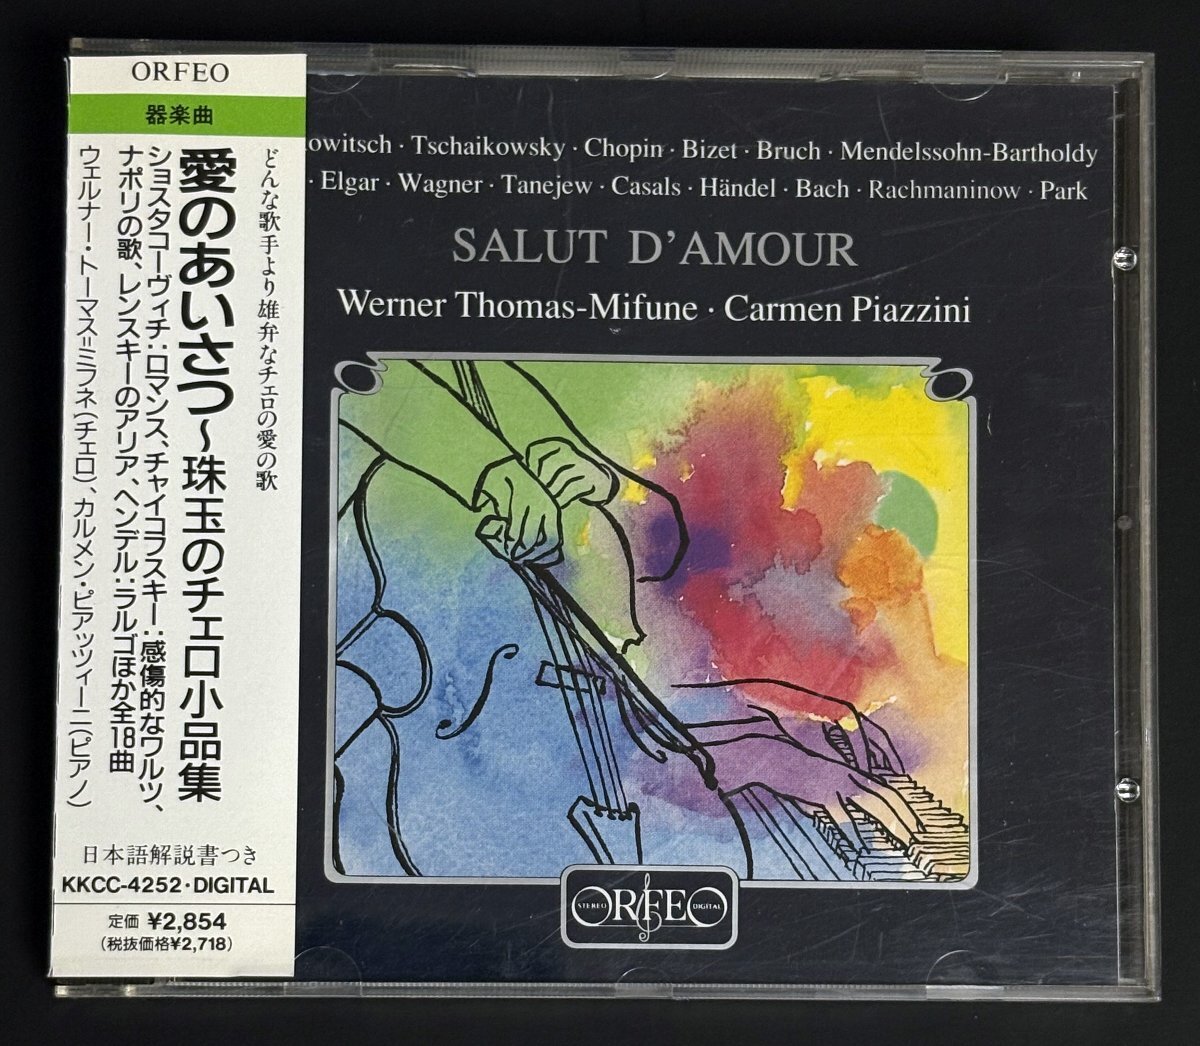 ORFEO
器楽曲
どんな歌手より雄弁なチェロの愛の歌
愛のあいさつ~珠玉のチェロ小品集
ショスタコーヴィチ:ロマンス、チャイコフスキー:感傷的なワルツ、
ナポリの歌、レンスキーのアリア、ヘンデル:ラルゴほか全18曲
ウェルナー・トーマス=ミフネ(チェロ)、カルメン・ピアッツィーニ(ピアノ)
日本語解説書つき
KKCC-4252・DIGITAL
定価 ¥2,854
(税抜価格¥2,718)
owitsch · Tschaikowsky · Chopin · Bizet · Bruch · Mendelssohn-Bartholdy
· Elgar · Wagner · Tanejew · Casals · Händel · Bach · Rachmaninow · Park
SALUT D'AMOUR
Werner Thomas-Mifune · Carmen Piazzini
STEREO ORFEO DIGITAL